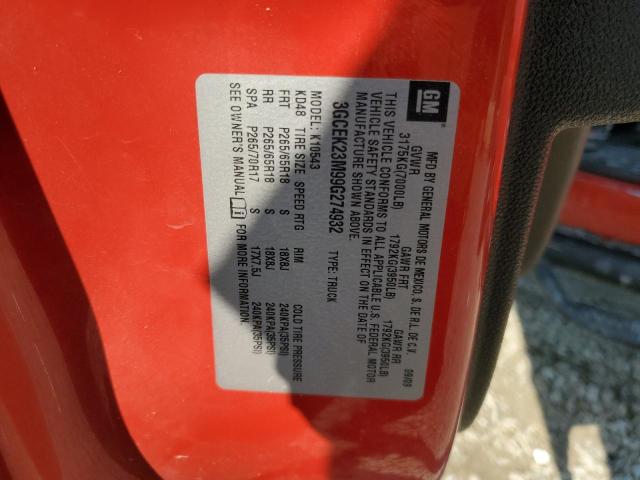 GM
MFD BY GENERAL MOTORS DE MEXICO, S. DE R.L. DE C.V.
09/09
GVWR GAWR FRT GAWR RR
3175KG(7000LB) 1792KG(3950LB) 1792KG(3950LB)
THIS VEHICLE CONFORMS TO ALL APPLICABLE U.S. FEDERAL MOTOR
VEHICLE SAFETY STANDARDS IN EFFECT ON THE DATE OF
MANUFACTURE SHOWN ABOVE.
3GCEK23M99G274932 TYPE: TRUCK
MODEL: K10543
KD48 TIRE SIZE SPEED RTG RIM COLD TIRE PRESSURE
FRT P265/65R18 S 18X8J 240KPA(35PSI)
RR P265/65R18 S 18X8J 240KPA(35PSI)
SPA P265/70R17 S 17X7.5J 240KPA(35PSI)
SEE OWNER'S MANUAL FOR MORE INFORMATION.